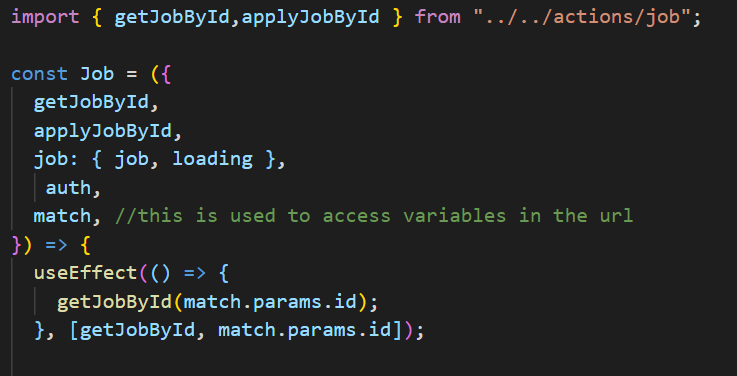 import { getJobById,applyJobById } from "../../actions/job";
const Job = ({
getJobById,
applyJobById,
job: { job, loading },
auth,
match, //this is used to access variables in the url
}) => {
useEffect(() => {
getJobById(match.params.id);
}, [getJobById, match.params.id]);